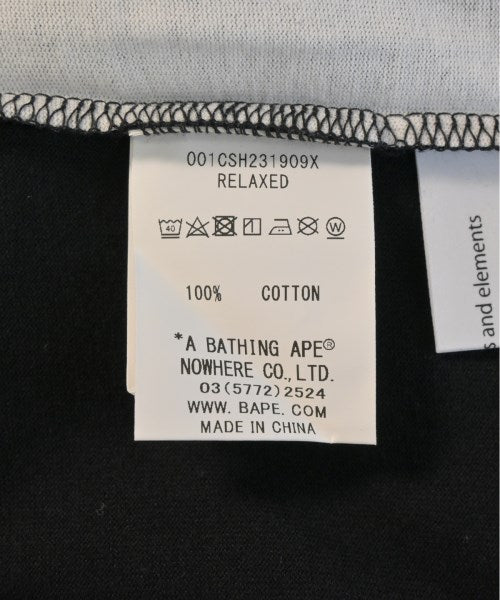 001CSH231909X
RELAXED
40
W
100% COTTON
*A BATHING APE®
NOWHERE CO., LTD.
03(5772)2524
WWW. BAPE. COM
MADE IN CHINA
s and elements